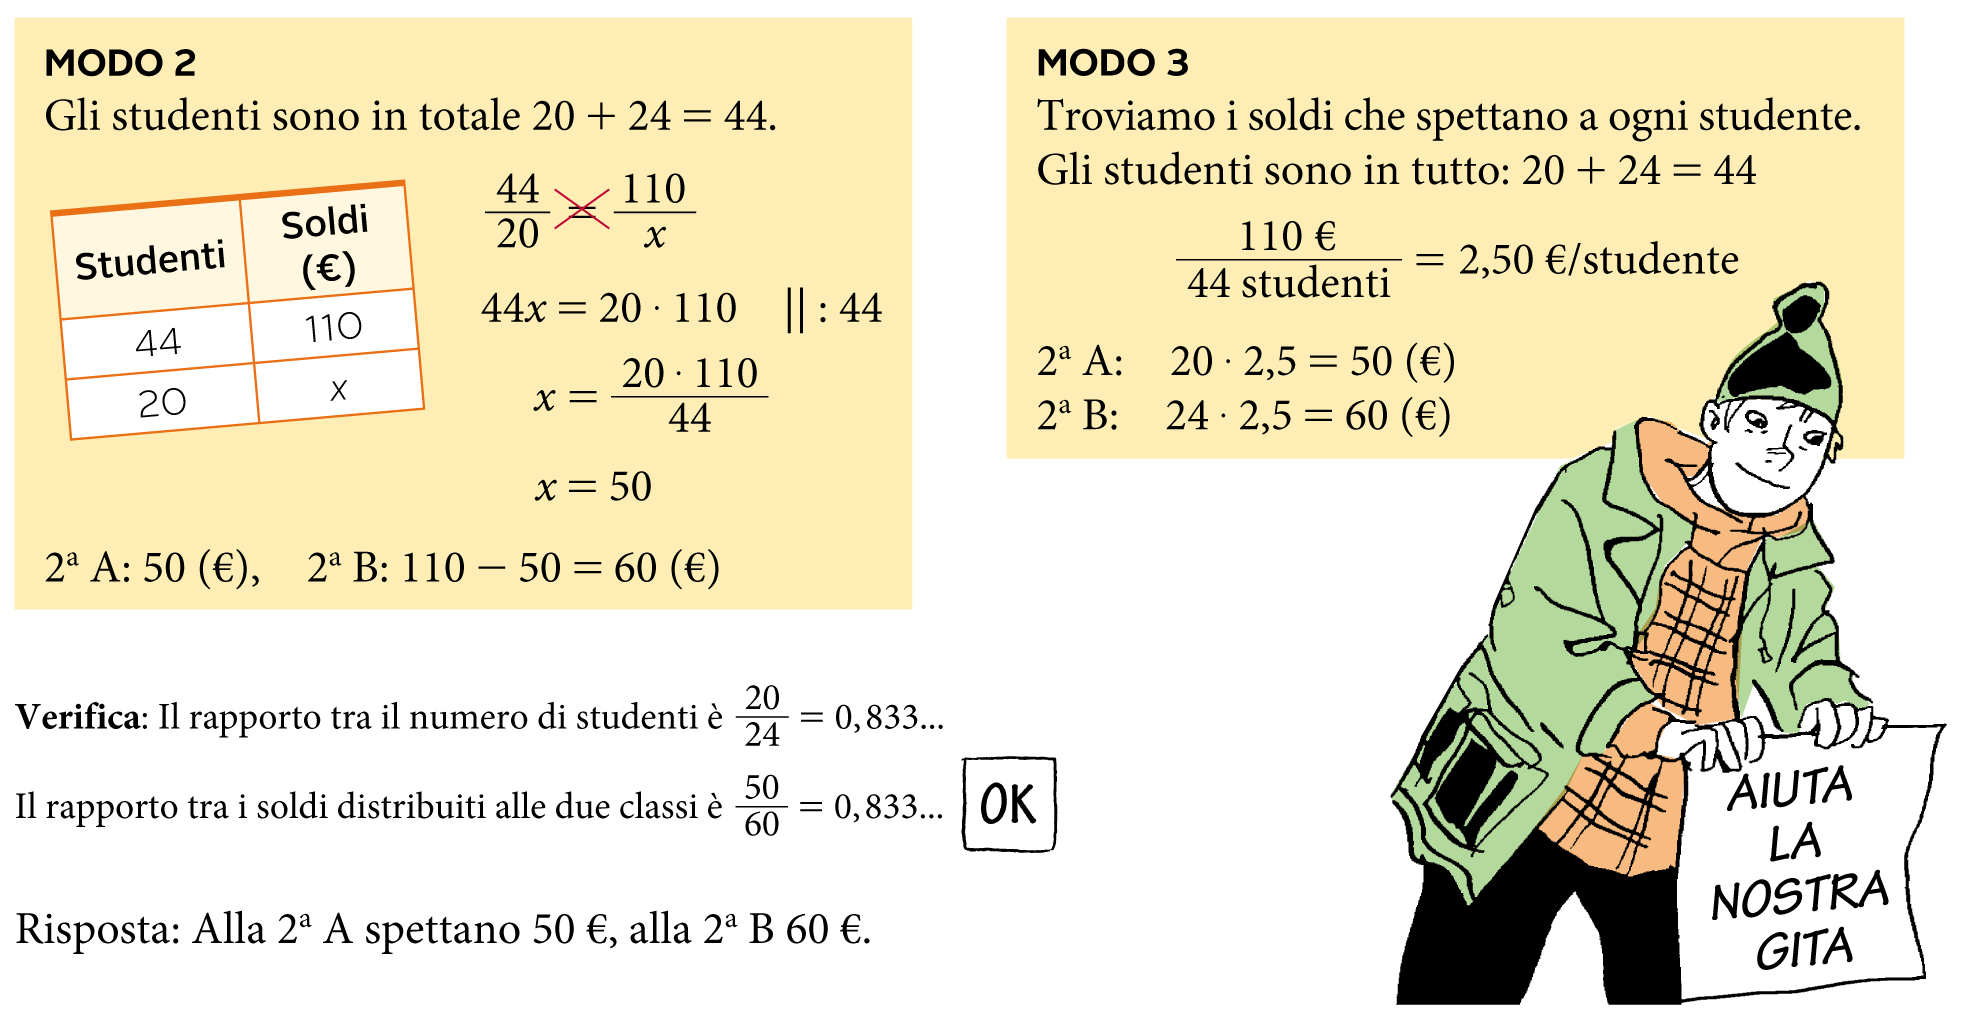 MODO 2
Gli studenti sono in totale 20 + 24 = 44.
Studenti Soldi (€)
44 110
20 x
44/20 = 110/x
44x = 20 · 110 || : 44
x = 20 · 110 / 44
x = 50
2ª A: 50 (€), 2ª B: 110 − 50 = 60 (€)
MODO 3
Troviamo i soldi che spettano a ogni studente.
Gli studenti sono in tutto: 20 + 24 = 44
110 € / 44 studenti = 2,50 €/studente
2ª A: 20 · 2,5 = 50 (€)
2ª B: 24 · 2,5 = 60 (€)
Verifica: Il rapporto tra il numero di studenti è 20/24 = 0,833...
Il rapporto tra i soldi distribuiti alle due classi è 50/60 = 0,833... OK
Risposta: Alla 2ª A spettano 50 €, alla 2ª B 60 €.
AIUTA
LA
NOSTRA
GITA